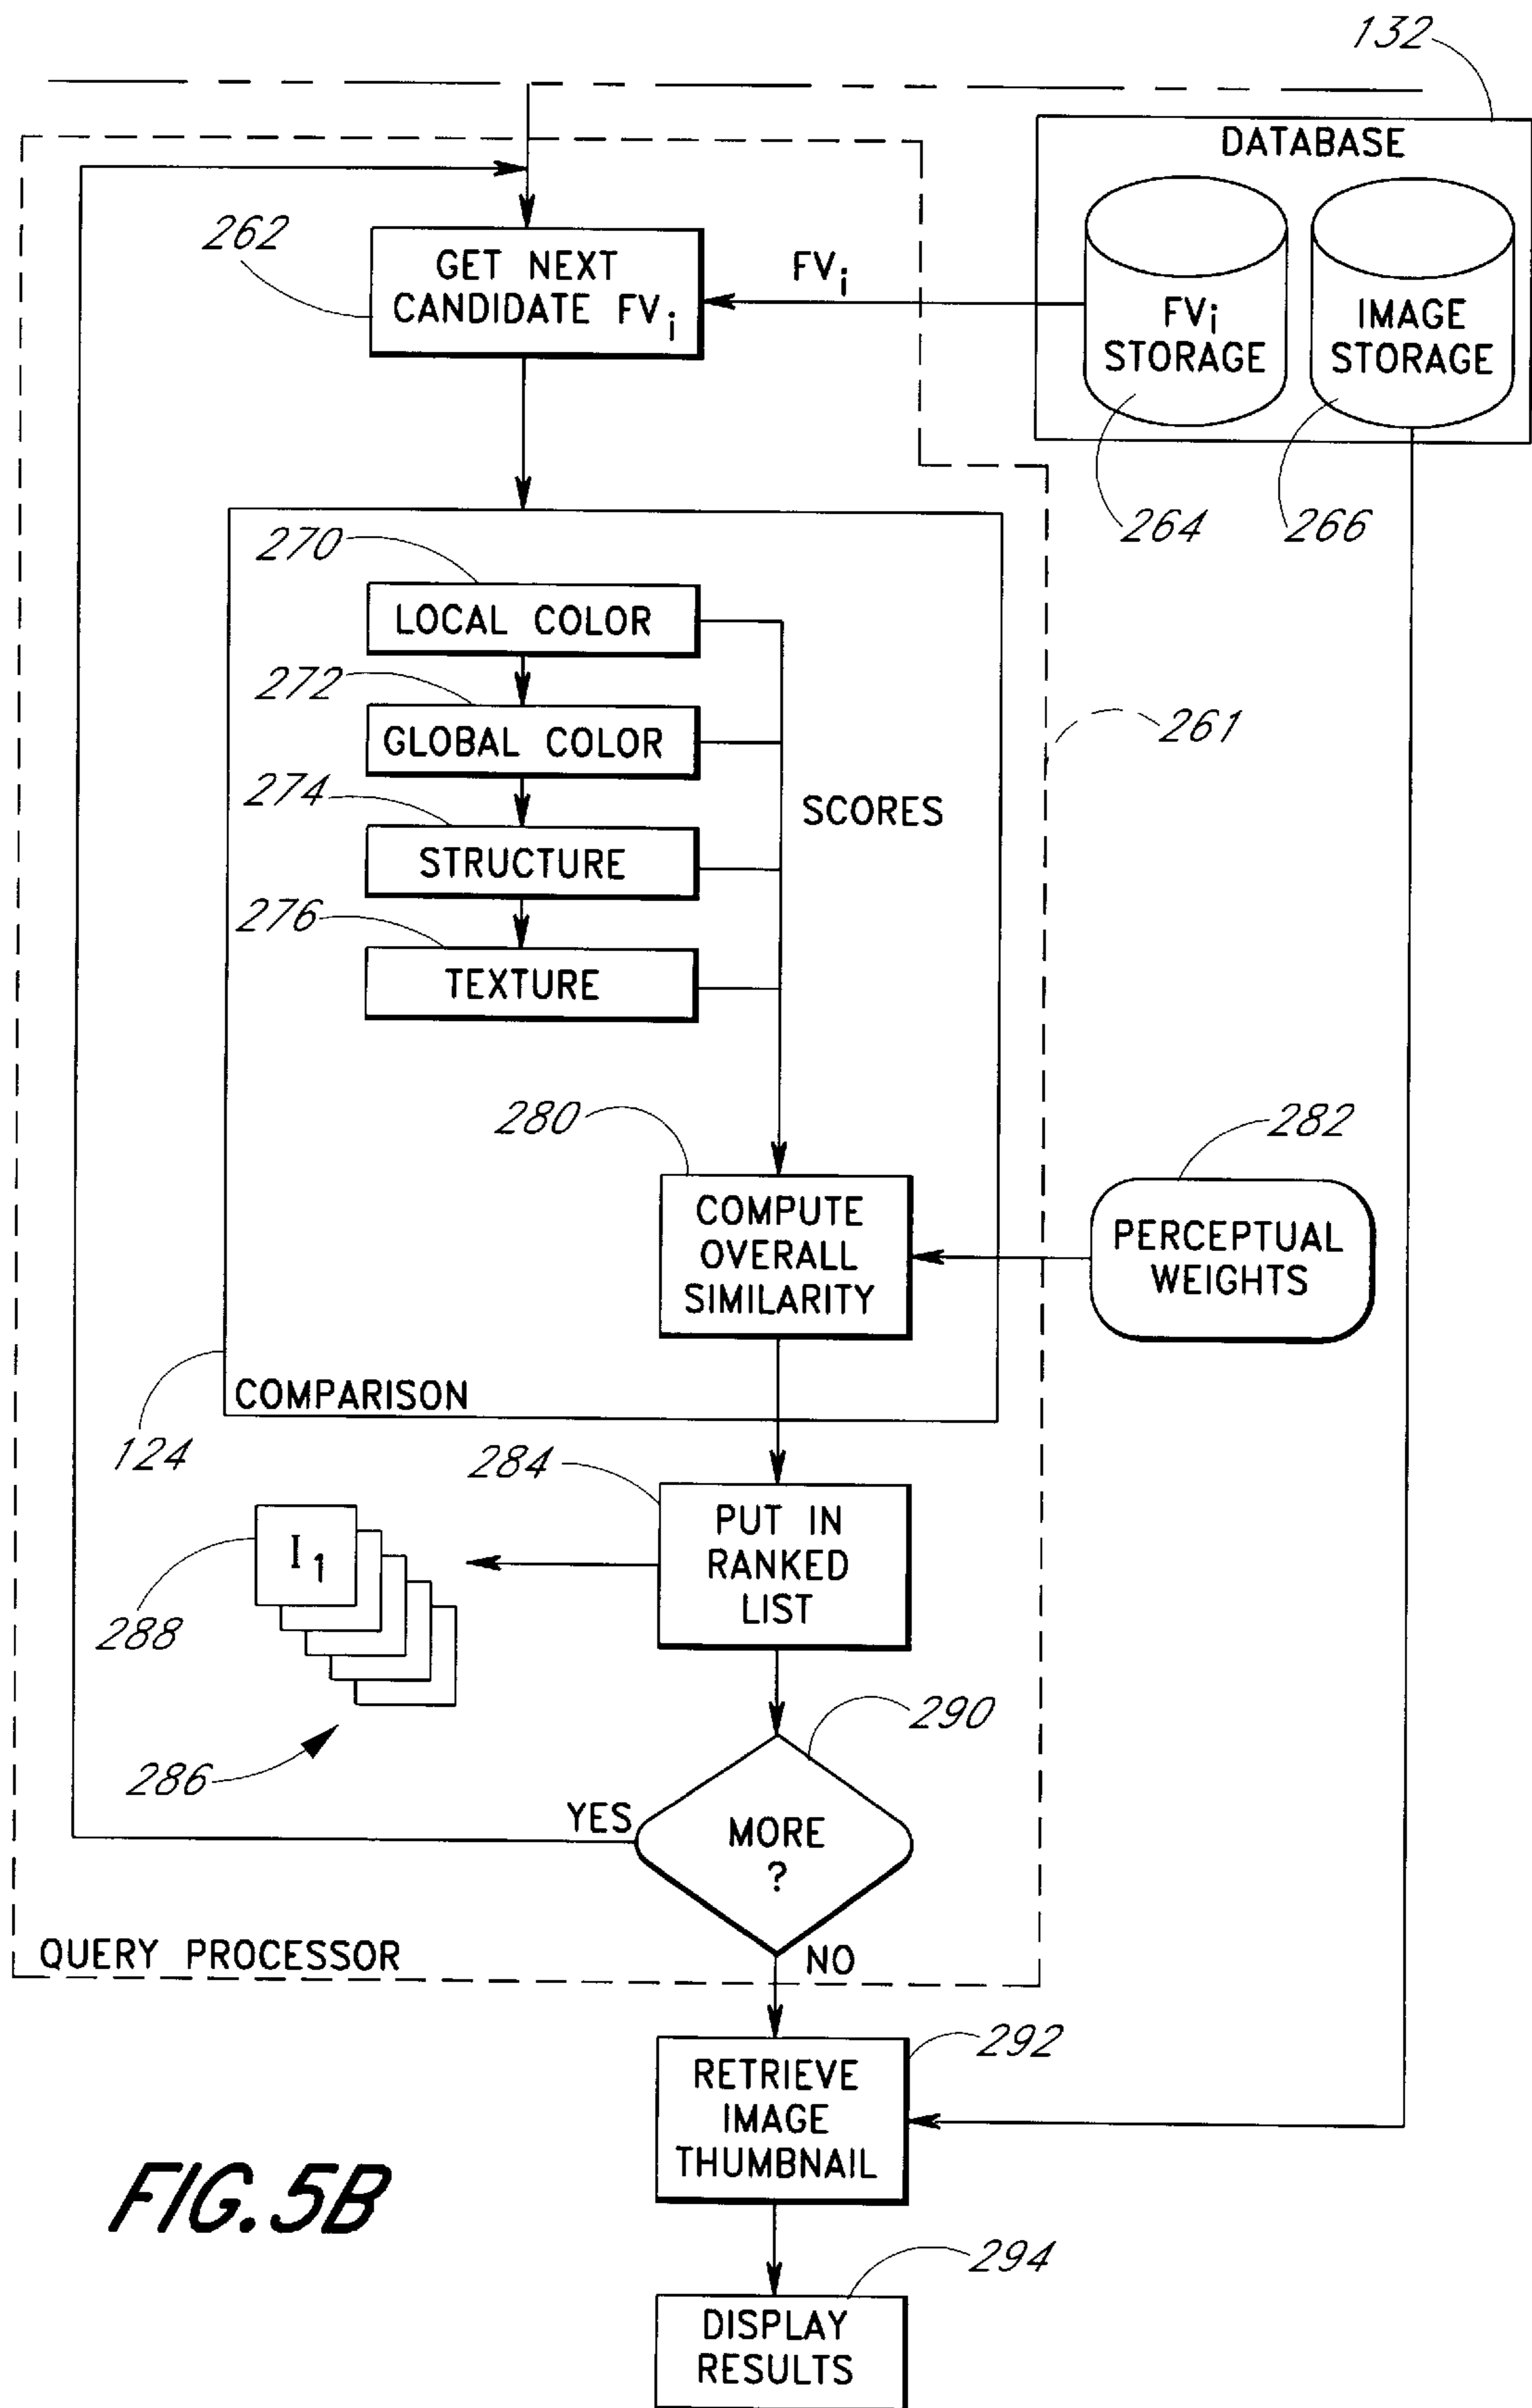 132
DATABASE
262
GET NEXT
CANDIDATE FVi
FVi
FVi
STORAGE
IMAGE
STORAGE
264
266
270
LOCAL COLOR
272
GLOBAL COLOR
261
274
SCORES
STRUCTURE
276
TEXTURE
280
282
COMPUTE
OVERALL
SIMILARITY
PERCEPTUAL
WEIGHTS
COMPARISON
124
284
PUT IN
RANKED
LIST
I1
288
290
286
YES
MORE
?
QUERY PROCESSOR
NO
292
RETRIEVE
IMAGE
THUMBNAIL
FIG. 5B
294
DISPLAY
RESULTS